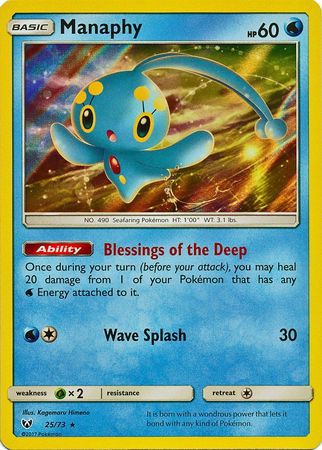 BASIC Manaphy HP60
NO. 490 Seafaring Pokémon HT: 1'00" WT: 3.1 lbs.
Ability Blessings of the Deep
Once during your turn (before your attack), you may heal
20 damage from 1 of your Pokémon that has any
Energy attached to it.
Wave Splash 30
weakness ×2 resistance retreat
Illus. Kagemaru Himeno
25/73 ★
©2017 Pokémon
It is born with a wondrous power that lets it
bond with any kind of Pokémon.